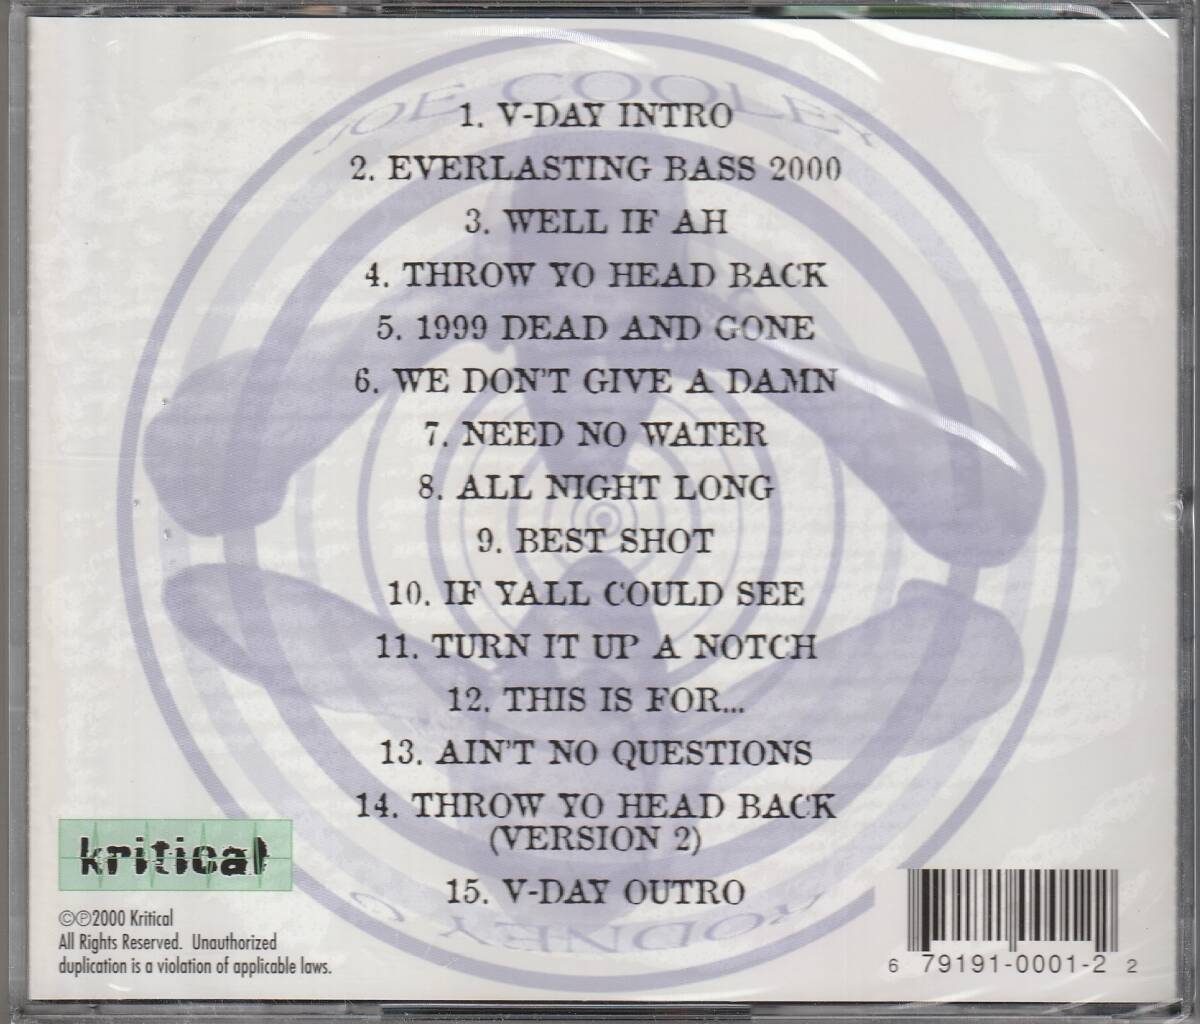 JOE COOLEY
1. V-DAY INTRO
2. EVERLASTING BASS 2000
3. WELL IF AH
4. THROW YO HEAD BACK
5. 1999 DEAD AND GONE
6. WE DON'T GIVE A DAMN
7. NEED NO WATER
8. ALL NIGHT LONG
9. BEST SHOT
10. IF YALL COULD SEE
11. TURN IT UP A NOTCH
12. THIS IS FOR...
13. AIN'T NO QUESTIONS
14. THROW YO HEAD BACK
(VERSION 2)
15. V-DAY OUTRO
RODNEY O
kritical
©℗2000 Kritical
All Rights Reserved. Unauthorized
duplication is a violation of applicable laws.
6 79191-0001-2 2